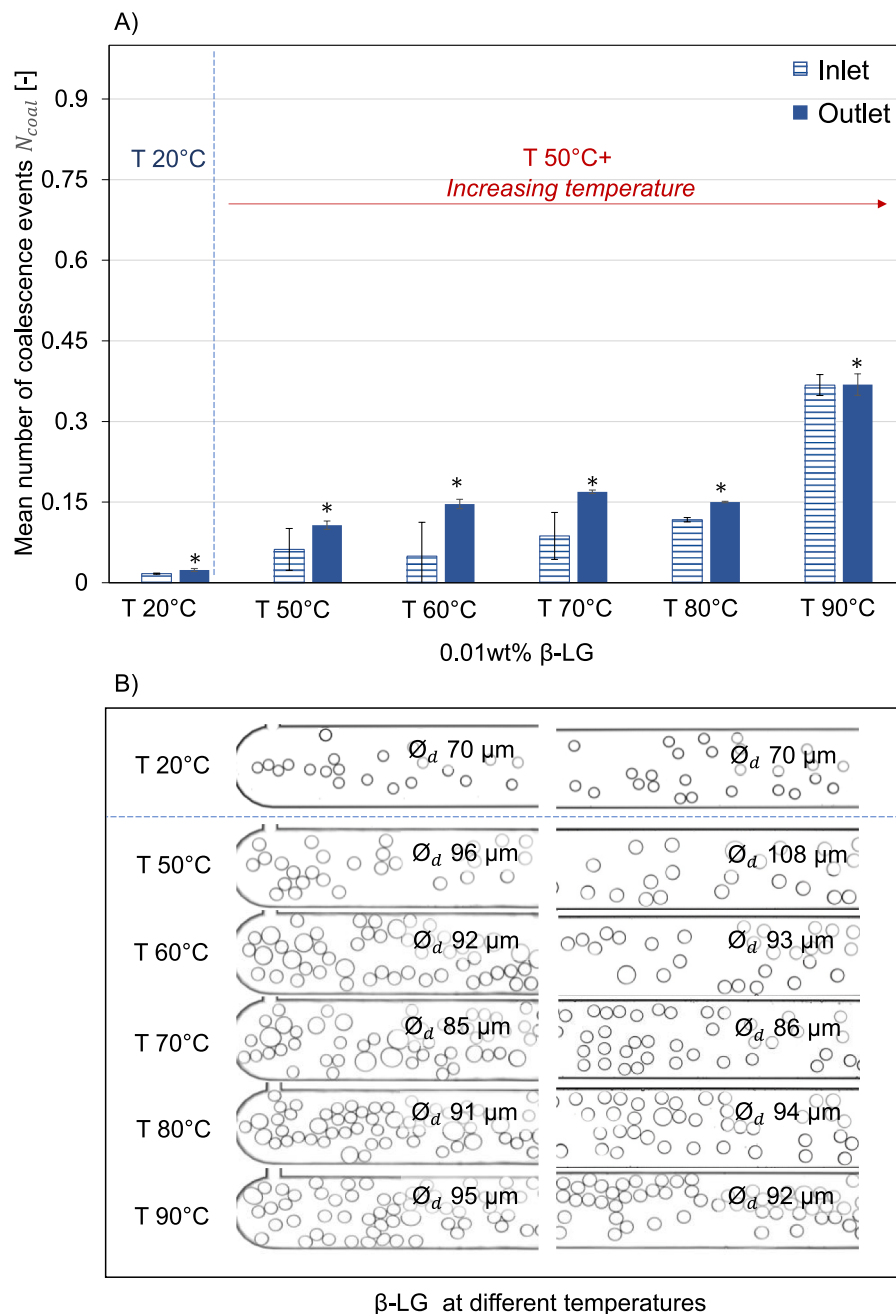 A)
Mean number of coalescence events N_coal [-]
Inlet
Outlet
0.9
0.75
0.6
0.45
0.3
0.15
0
T 20°C
T 50°C+
Increasing temperature
*
*
*
*
*
*
T 20°C T 50°C T 60°C T 70°C T 80°C T 90°C
0.01wt% β-LG
B)
T 20°C Ø_d 70 µm Ø_d 70 µm
T 50°C Ø_d 96 µm Ø_d 108 µm
T 60°C Ø_d 92 µm Ø_d 93 µm
T 70°C Ø_d 85 µm Ø_d 86 µm
T 80°C Ø_d 91 µm Ø_d 94 µm
T 90°C Ø_d 95 µm Ø_d 92 µm
β-LG at different temperatures